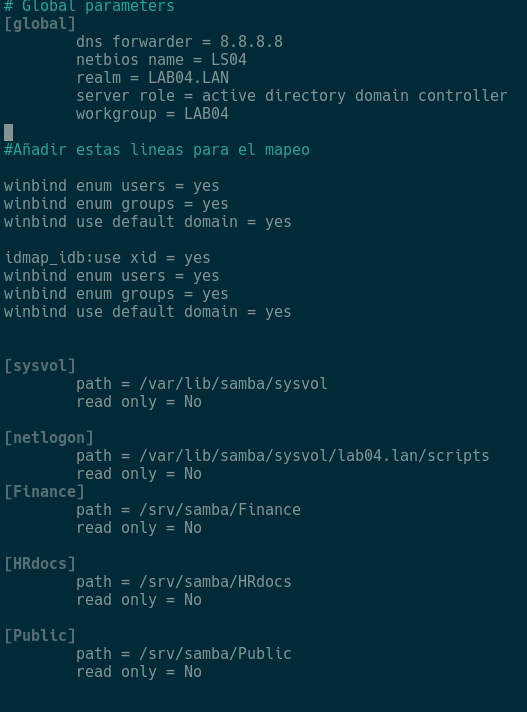 # Global parameters
[global]
        dns forwarder = 8.8.8.8
        netbios name = LS04
        realm = LAB04.LAN
        server role = active directory domain controller
        workgroup = LAB04

#Añadir estas lineas para el mapeo

winbind enum users = yes
winbind enum groups = yes
winbind use default domain = yes

idmap_idb:use xid = yes
winbind enum users = yes
winbind enum groups = yes
winbind use default domain = yes


[sysvol]
        path = /var/lib/samba/sysvol
        read only = No

[netlogon]
        path = /var/lib/samba/sysvol/lab04.lan/scripts
        read only = No
[Finance]
        path = /srv/samba/Finance
        read only = No

[HRdocs]
        path = /srv/samba/HRdocs
        read only = No

[Public]
        path = /srv/samba/Public
        read only = No